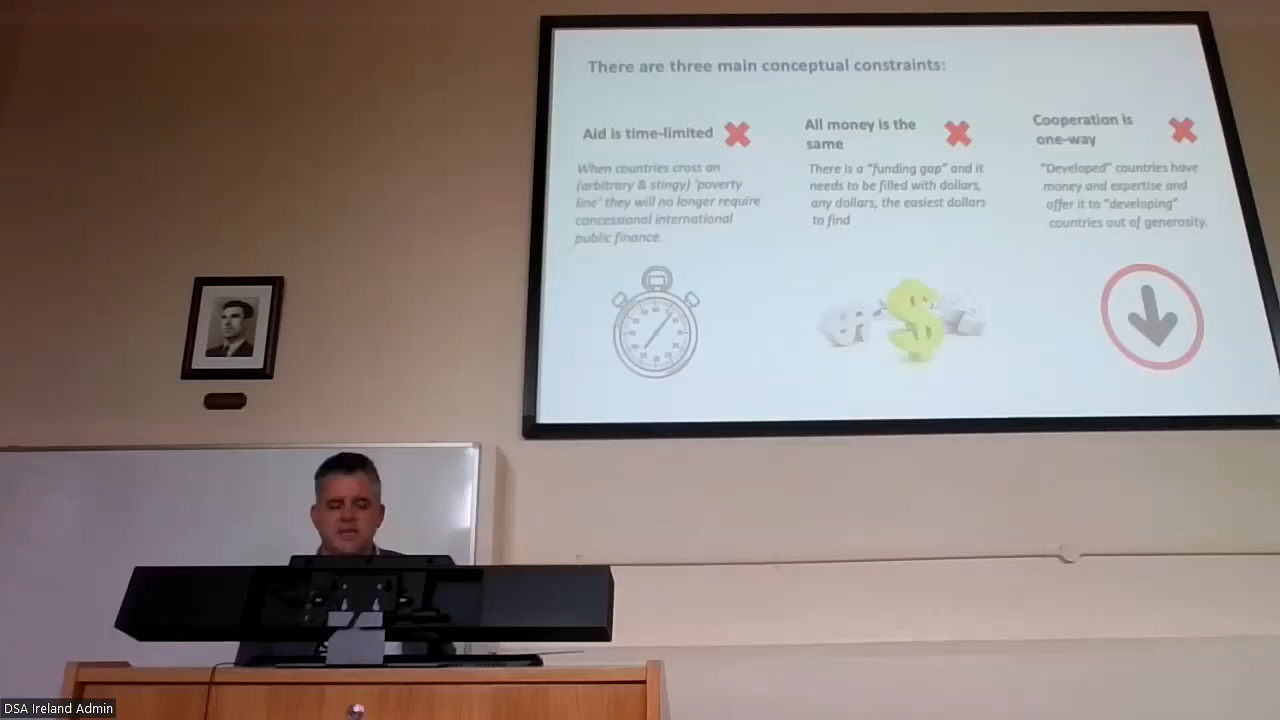 There are three main conceptual constraints:
Aid is time-limited
When countries cross an
(arbitrary & stingy) 'poverty
line' they will no longer require
concessional international
public finance.
All money is the
same
There is a "funding gap" and it
needs to be filled with dollars,
any dollars, the easiest dollars
to find
Cooperation is
one-way
"Developed" countries have
money and expertise and
offer it to "developing"
countries out of generosity.
DSA Ireland Admin